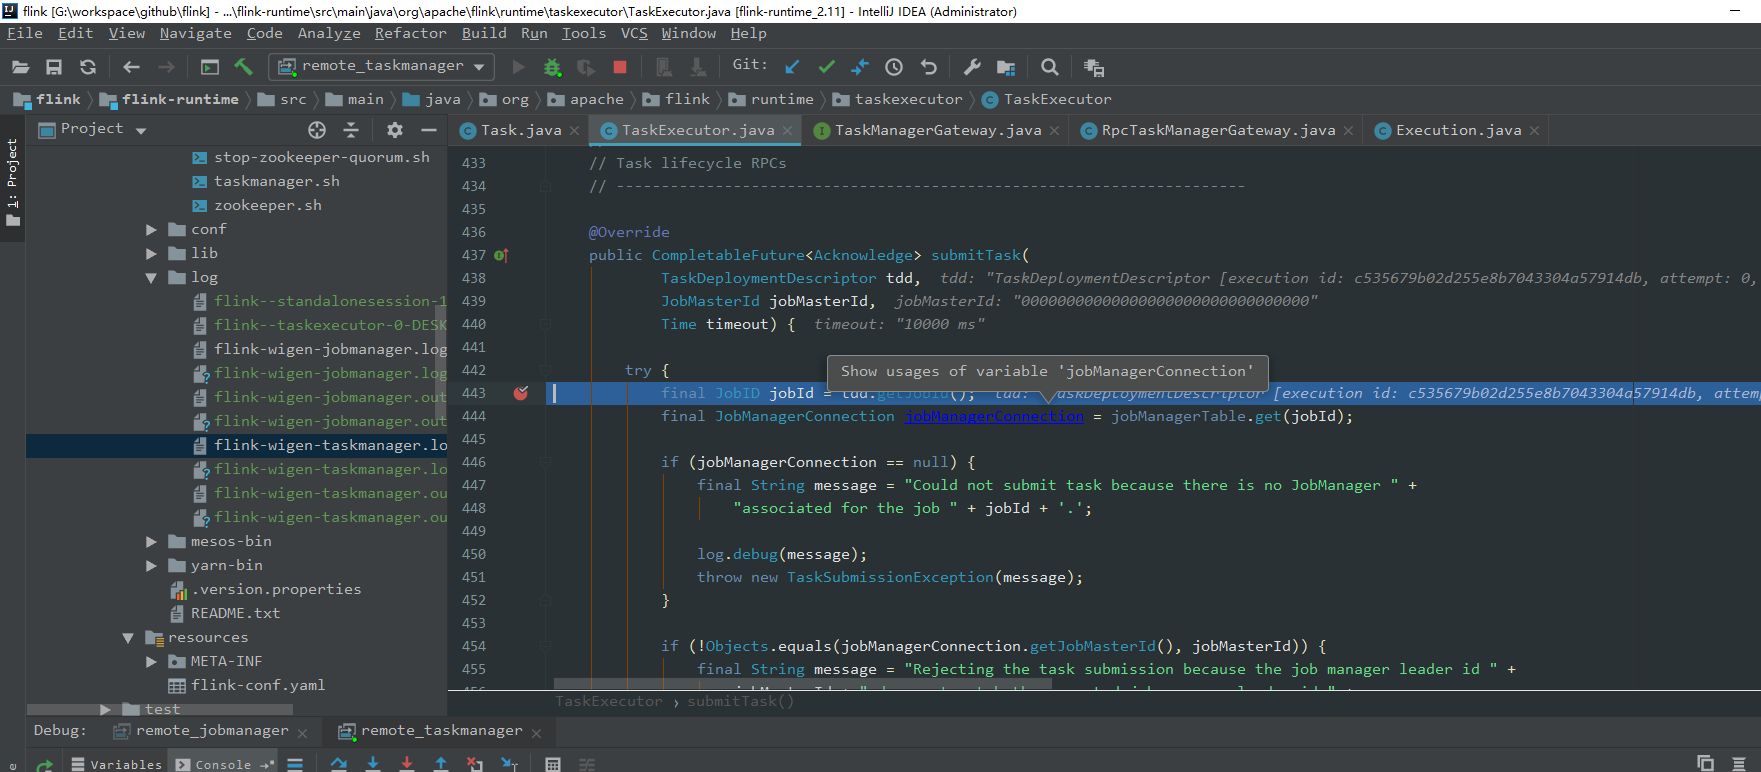 flink [G:\workspace\github\flink] - ...\flink-runtime\src\main\java\org\apache\flink\runtime\taskexecutor\TaskExecutor.java [flink-runtime_2.11] - IntelliJ IDEA (Administrator)
File Edit View Navigate Code Analyze Refactor Build Run Tools VCS Window Help
remote_taskmanager Git:
flink flink-runtime src main java org apache flink runtime taskexecutor TaskExecutor
Project
Task.java TaskExecutor.java TaskManagerGateway.java RpcTaskManagerGateway.java Execution.java
1: Project
stop-zookeeper-quorum.sh
taskmanager.sh
zookeeper.sh
conf
lib
log
flink--standalonesession-1
flink--taskexecutor-0-DESK
flink-wigen-jobmanager.log
flink-wigen-jobmanager.log
flink-wigen-jobmanager.out
flink-wigen-jobmanager.ou
flink-wigen-taskmanager.lo
flink-wigen-taskmanager.lo
flink-wigen-taskmanager.ou
flink-wigen-taskmanager.ou
mesos-bin
yarn-bin
.version.properties
README.txt
resources
META-INF
flink-conf.yaml
test
433 // Task lifecycle RPCs
434 // ----------------------------------------------------------------------
435
436 @Override
437 public CompletableFuture<Acknowledge> submitTask(
438 TaskDeploymentDescriptor tdd, tdd: "TaskDeploymentDescriptor [execution id: c535679b02d255e8b7043304a57914db, attempt: 0,
439 JobMasterId jobMasterId, jobMasterId: "00000000000000000000000000000000"
440 Time timeout) { timeout: "10000 ms"
441
442 try {
Show usages of variable 'jobManagerConnection'
443 final JobID jobId = tdd.getJobId(); tdd: "TaskDeploymentDescriptor [execution id: c535679b02d255e8b7043304a57914db, attemp
444 final JobManagerConnection jobManagerConnection = jobManagerTable.get(jobId);
445
446 if (jobManagerConnection == null) {
447 final String message = "Could not submit task because there is no JobManager " +
448 "associated for the job " + jobId + '.';
449
450 log.debug(message);
451 throw new TaskSubmissionException(message);
452 }
453
454 if (!Objects.equals(jobManagerConnection.getJobMasterId(), jobMasterId)) {
455 final String message = "Rejecting the task submission because the job manager leader id " +
TaskExecutor › submitTask()
Debug: remote_jobmanager remote_taskmanager
Variables Console